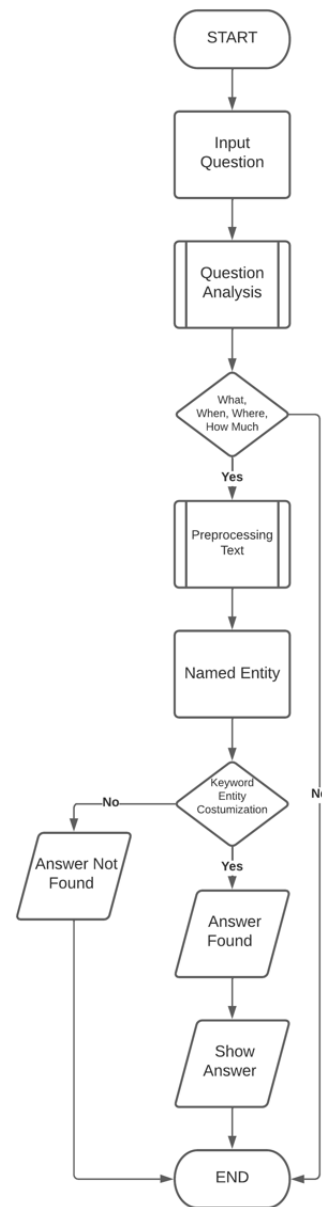 START
Input
Question
Question
Analysis
What,
When, Where,
How Much
Yes
Preprocessing
Text
Named Entity
Keyword
Entity
Costumization
No
No
Yes
Answer Not
Found
Answer
Found
Show
Answer
END